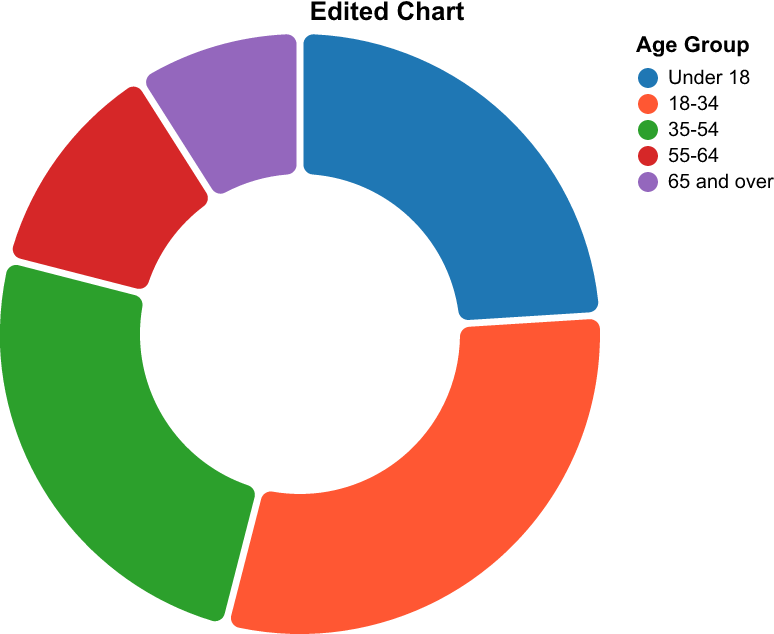 Edited Chart
Age Group
Under 18
18-34
35-54
55-64
65 and over